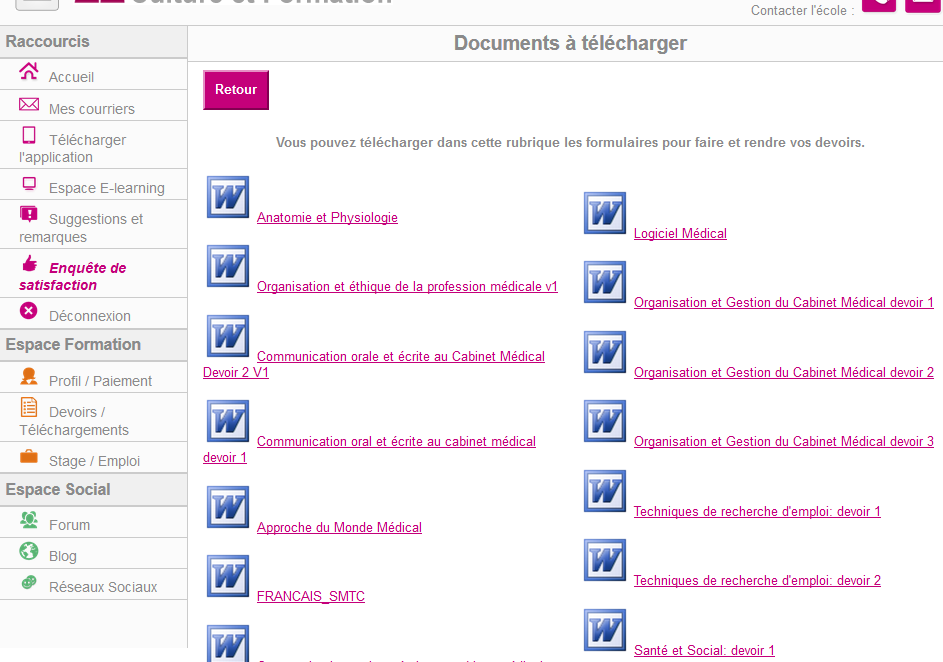 Culture et Formation
Contacter l'école :
Raccourcis
Accueil
Mes courriers
Télécharger
l'application
Espace E-learning
Suggestions et
remarques
Enquête de
satisfaction
Déconnexion
Espace Formation
Profil / Paiement
Devoirs /
Téléchargements
Stage / Emploi
Espace Social
Forum
Blog
Réseaux Sociaux
Documents à télécharger
Retour
Vous pouvez télécharger dans cette rubrique les formulaires pour faire et rendre vos devoirs.
Anatomie et Physiologie
Organisation et éthique de la profession médicale v1
Communication orale et écrite au Cabinet Médical
Devoir 2 V1
Communication oral et écrite au cabinet médical
devoir 1
Approche du Monde Médical
FRANCAIS_SMTC
Logiciel Médical
Organisation et Gestion du Cabinet Médical devoir 1
Organisation et Gestion du Cabinet Médical devoir 2
Organisation et Gestion du Cabinet Médical devoir 3
Techniques de recherche d'emploi: devoir 1
Techniques de recherche d'emploi: devoir 2
Santé et Social: devoir 1